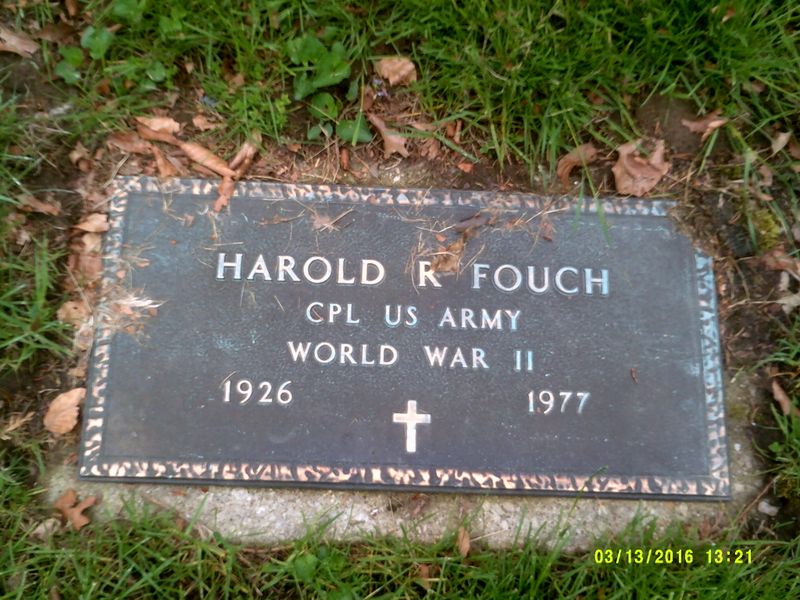 HAROLD R FOUCH
CPL US ARMY
WORLD WAR II
1926 1977
03/13/2016 13:21